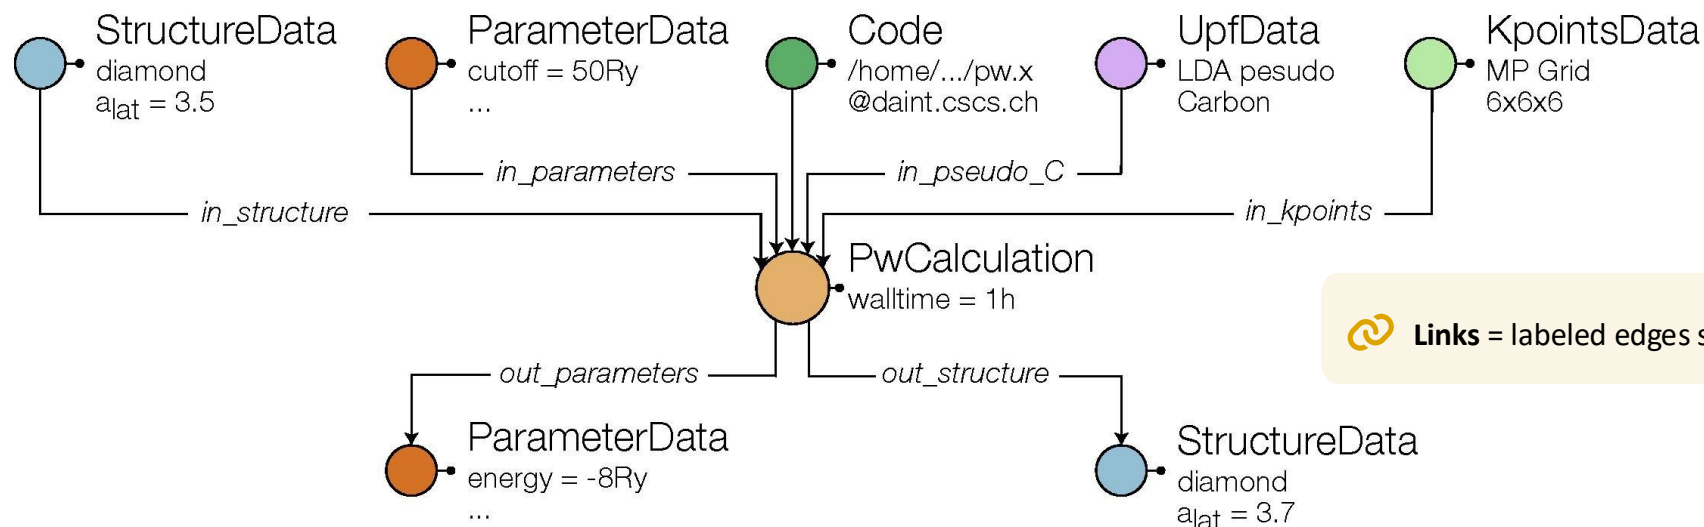 StructureData
diamond
alat = 3.5
ParameterData
cutoff = 50Ry
...
Code
/home/.../pw.x
@daint.cscs.ch
UpfData
LDA pesudo
Carbon
KpointsData
MP Grid
6x6x6
in_parameters
in_pseudo_C
in_structure
in_kpoints
PwCalculation
walltime = 1h
Links = labeled edges s
out_parameters
out_structure
ParameterData
energy = -8Ry
...
StructureData
diamond
alat = 3.7